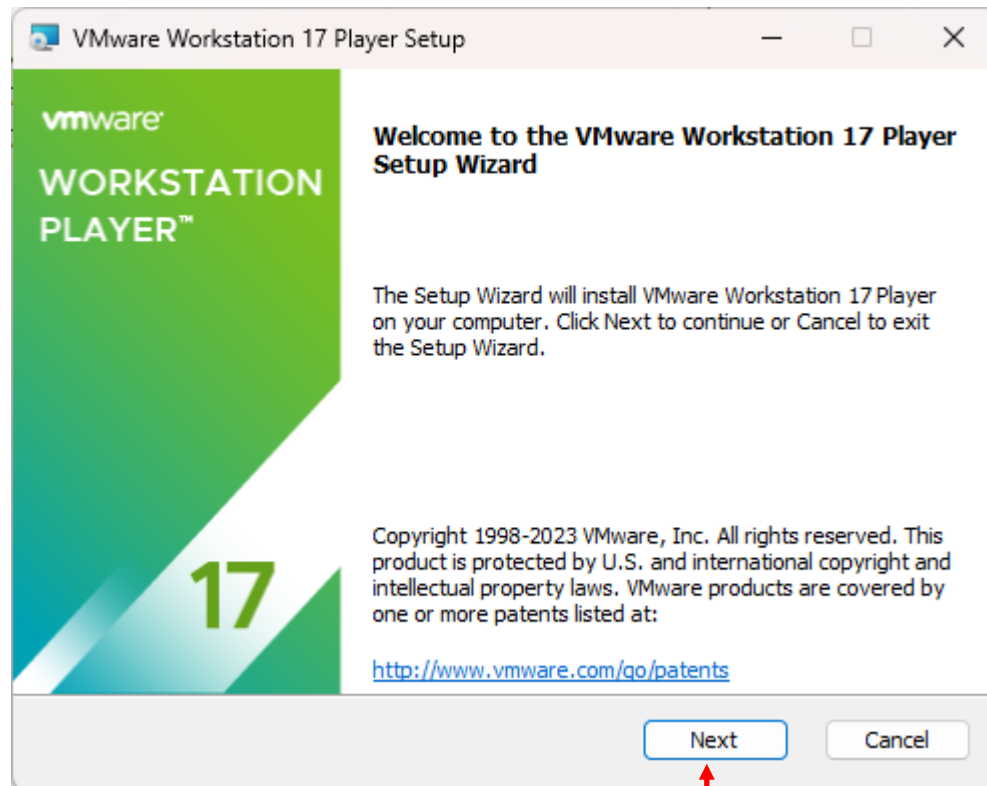 VMware Workstation 17 Player Setup
vmware
WORKSTATION
PLAYER™
Welcome to the VMware Workstation 17 Player
Setup Wizard
The Setup Wizard will install VMware Workstation 17 Player
on your computer. Click Next to continue or Cancel to exit
the Setup Wizard.
Copyright 1998-2023 VMware, Inc. All rights reserved. This
product is protected by U.S. and international copyright and
intellectual property laws. VMware products are covered by
one or more patents listed at:
17
http://www.vmware.com/go/patents
Next
Cancel